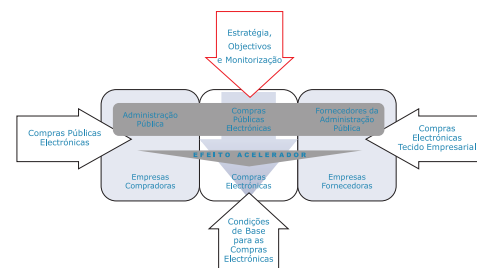 Estratégia,
Objectivos
e Monitorização
Administração
Pública
Compras
Públicas
Electrónicas
Fornecedores da
Administração
Pública
Compras Públicas
Electrónicas
Compras
Electrónicas
Tecido Empresarial
EFEITO ACELERADOR
Empresas
Compradoras
Compras
Electrónicas
Empresas
Fornecedoras
Condições
de Base
para as
Compras
Electrónicas